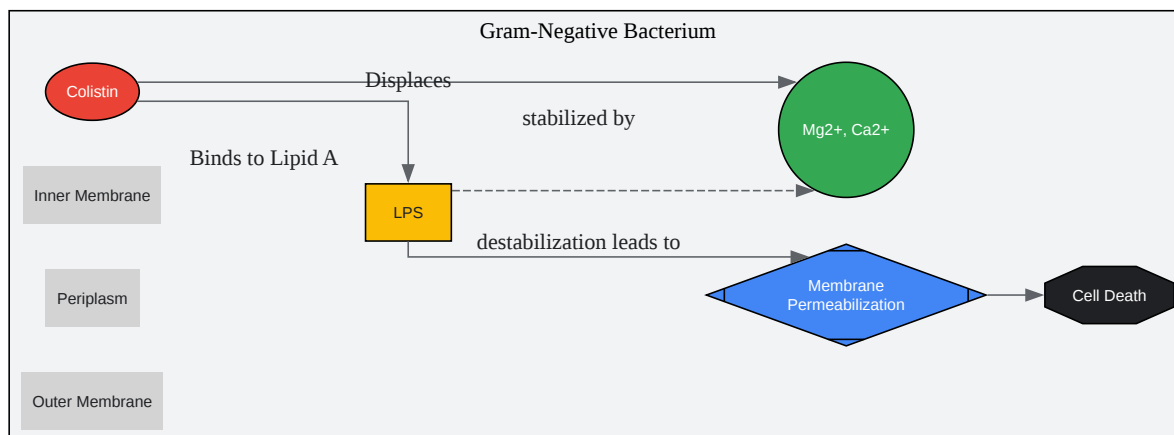 Gram-Negative Bacterium
Colistin
Displaces
stabilized by
Mg2+, Ca2+
Binds to Lipid A
Inner Membrane
LPS
destabilization leads to
Periplasm
Membrane
Permeabilization
Cell Death
Outer Membrane